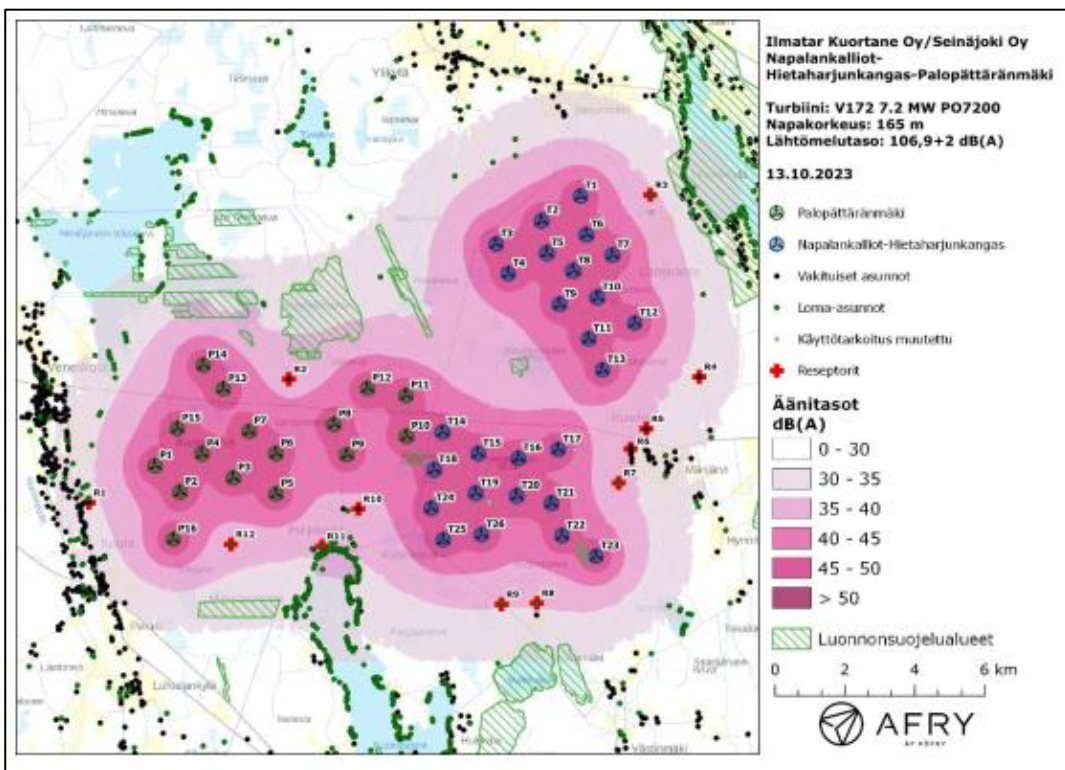 Ilmatar Kuortane Oy/Seinäjoki Oy
Napalankalliot-
Hietaharjunkangas-Palopättäränmäki
Turbiini: V172 7.2 MW PO7200
Napakorkeus: 165 m
Lähtömelutaso: 106,9+2 dB(A)
13.10.2023
Palopättäränmäki
Napalankalliot-Hietaharjunkangas
Vakituiset asunnot
Loma-asunnot
Käyttötarkoitus muutettu
Reseptorit
Äänitasot
dB(A)
0 - 30
30 - 35
35 - 40
40 - 45
45 - 50
> 50
Luonnonsuojelualueet
0 2 4 6 km
AFRY
Ylikylä
T1
R3
T2
T6
T3
T5
T7
T4
T8
T10
T9
T12
T11
T13
R4
P14
R2
P13
P12
P11
P15
P7
P8
P10
T14
R5
T17
R6
P4
P6
P9
T15
T16
P1
P3
T18
R7
P2
P5
T19
T20
T21
R1
R10
T24
P16
R12
R11
T25
T26
T22
T23
R9
R8
Västinmäki